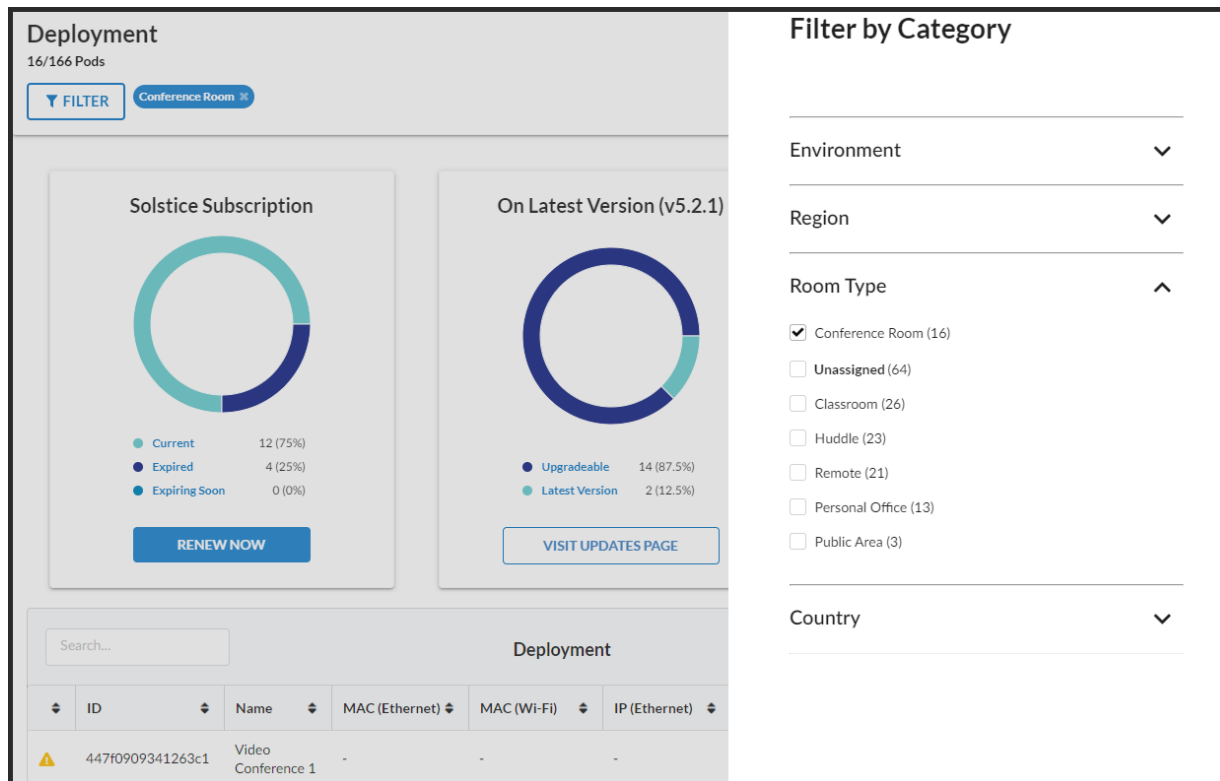 Deployment
16/166 Pods
FILTER
Conference Room ×
Solstice Subscription
Current 12 (75%)
Expired 4 (25%)
Expiring Soon 0 (0%)
RENEW NOW
On Latest Version (v5.2.1)
Upgradeable 14 (87.5%)
Latest Version 2 (12.5%)
VISIT UPDATES PAGE
Search...
Deployment
ID Name MAC (Ethernet) MAC (Wi-Fi) IP (Ethernet)
447f0909341263c1 Video Conference 1 - - -
Filter by Category
Environment
Region
Room Type
Conference Room (16)
Unassigned (64)
Classroom (26)
Huddle (23)
Remote (21)
Personal Office (13)
Public Area (3)
Country